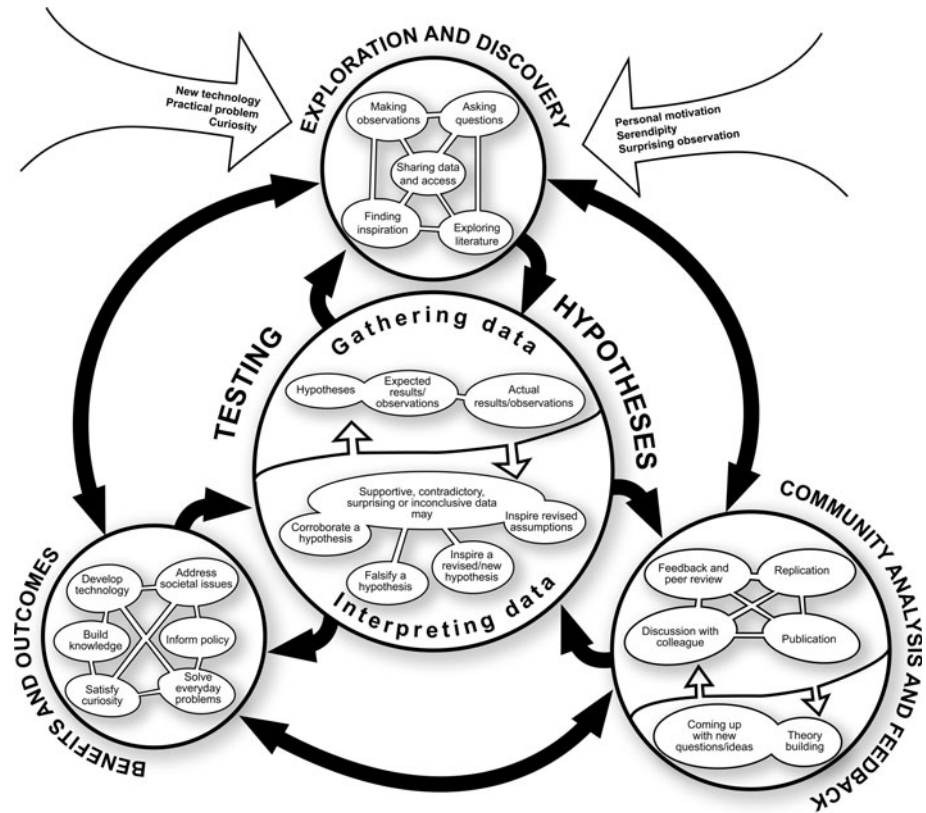 EXPLORATION AND DISCOVERY
New technology
Practical problem
Curiosity
Personal motivation
Serendipity
Surprising observation
Making
observations
Asking
questions
Sharing data
and access
Finding
inspiration
Exploring
literature
TESTING
HYPOTHESES
Gathering data
Hypotheses
Expected
results/
observations
Actual
results/observations
Supportive, contradictory,
surprising or inconclusive data
may
Corroborate a
hypothesis
Falsify a
hypothesis
Inspire a
revised/new
hypothesis
Inspire revised
assumptions
Interpreting data
BENEFITS AND OUTCOMES
Develop
technology
Address
societal issues
Build
knowledge
Inform policy
Satisfy
curiosity
Solve
everyday
problems
COMMUNITY ANALYSIS AND FEEDBACK
Feedback and
peer review
Replication
Discussion with
colleague
Publication
Coming up
with new
questions/ideas
Theory
building